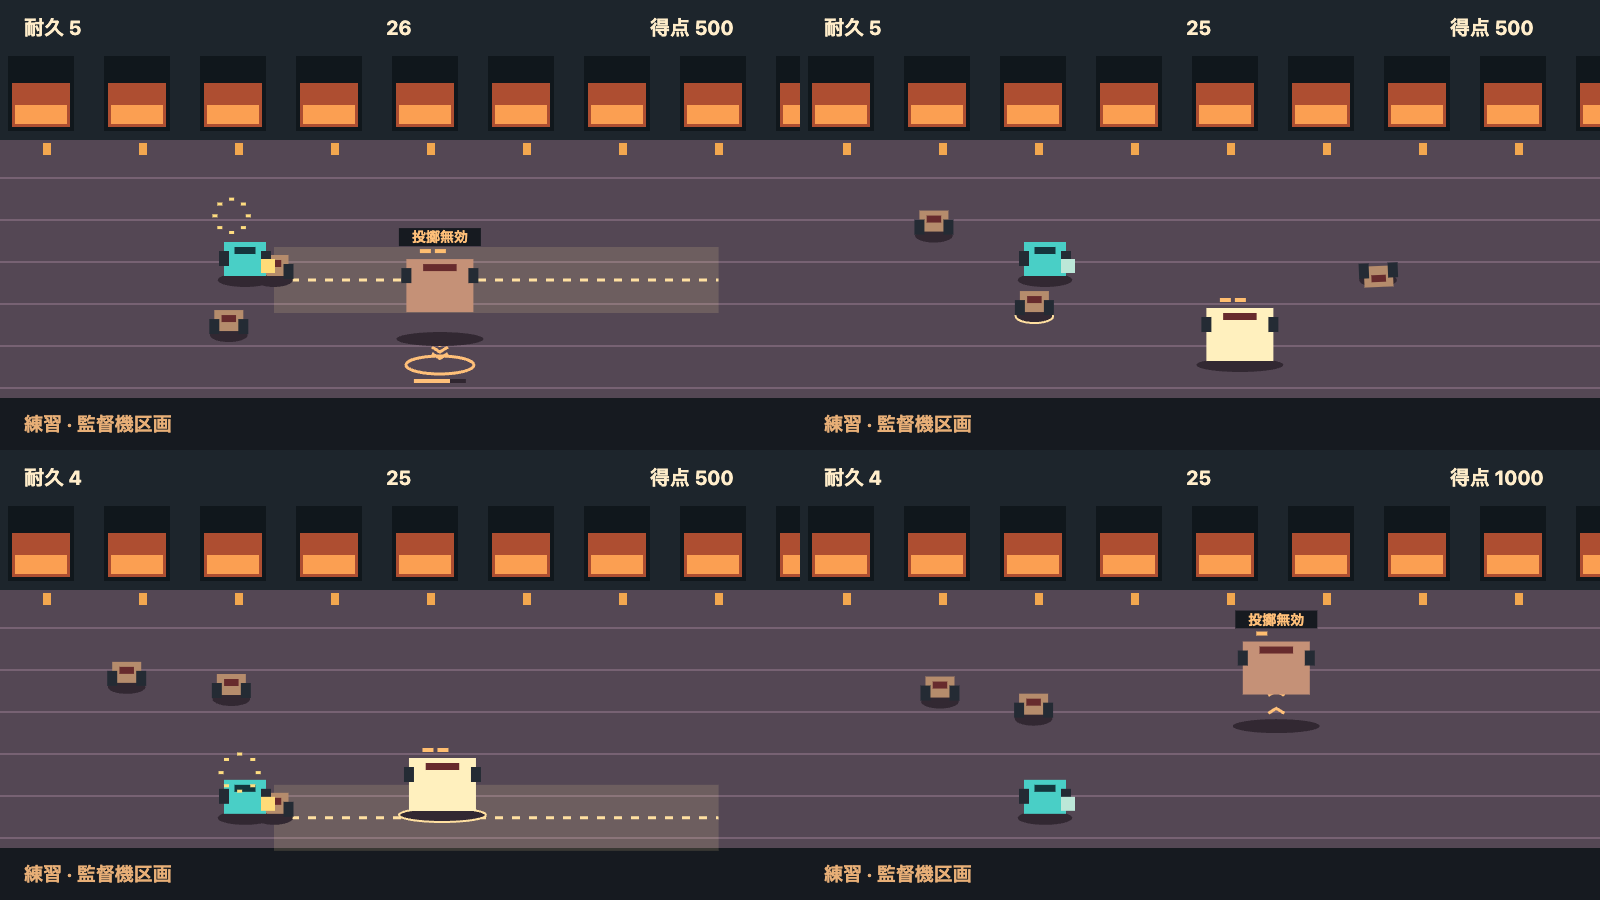 耐久 5 26 得点 500
投擲無効
練習 · 監督機区画
耐久 5 25 得点 500
練習 · 監督機区画
耐久 4 25 得点 500
練習 · 監督機区画
耐久 4 25 得点 1000
投擲無効
練習 · 監督機区画